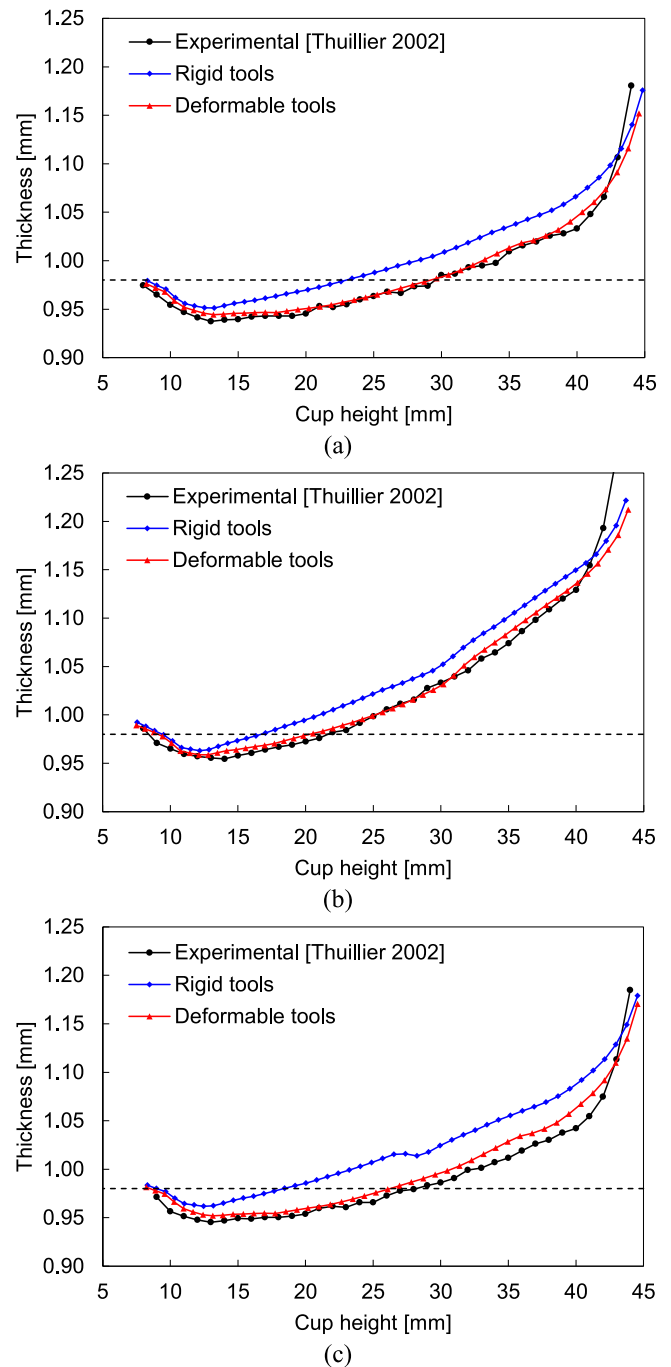 1.25
1.20
1.15
1.10
1.05
1.00
0.95
0.90
Thickness [mm]
Experimental [Thuillier 2002]
Rigid tools
Deformable tools
5 10 15 20 25 30 35 40 45
Cup height [mm]
(a)
1.25
1.20
1.15
1.10
1.05
1.00
0.95
0.90
Thickness [mm]
Experimental [Thuillier 2002]
Rigid tools
Deformable tools
5 10 15 20 25 30 35 40 45
Cup height [mm]
(b)
1.25
1.20
1.15
1.10
1.05
1.00
0.95
0.90
Thickness [mm]
Experimental [Thuillier 2002]
Rigid tools
Deformable tools
5 10 15 20 25 30 35 40 45
Cup height [mm]
(c)